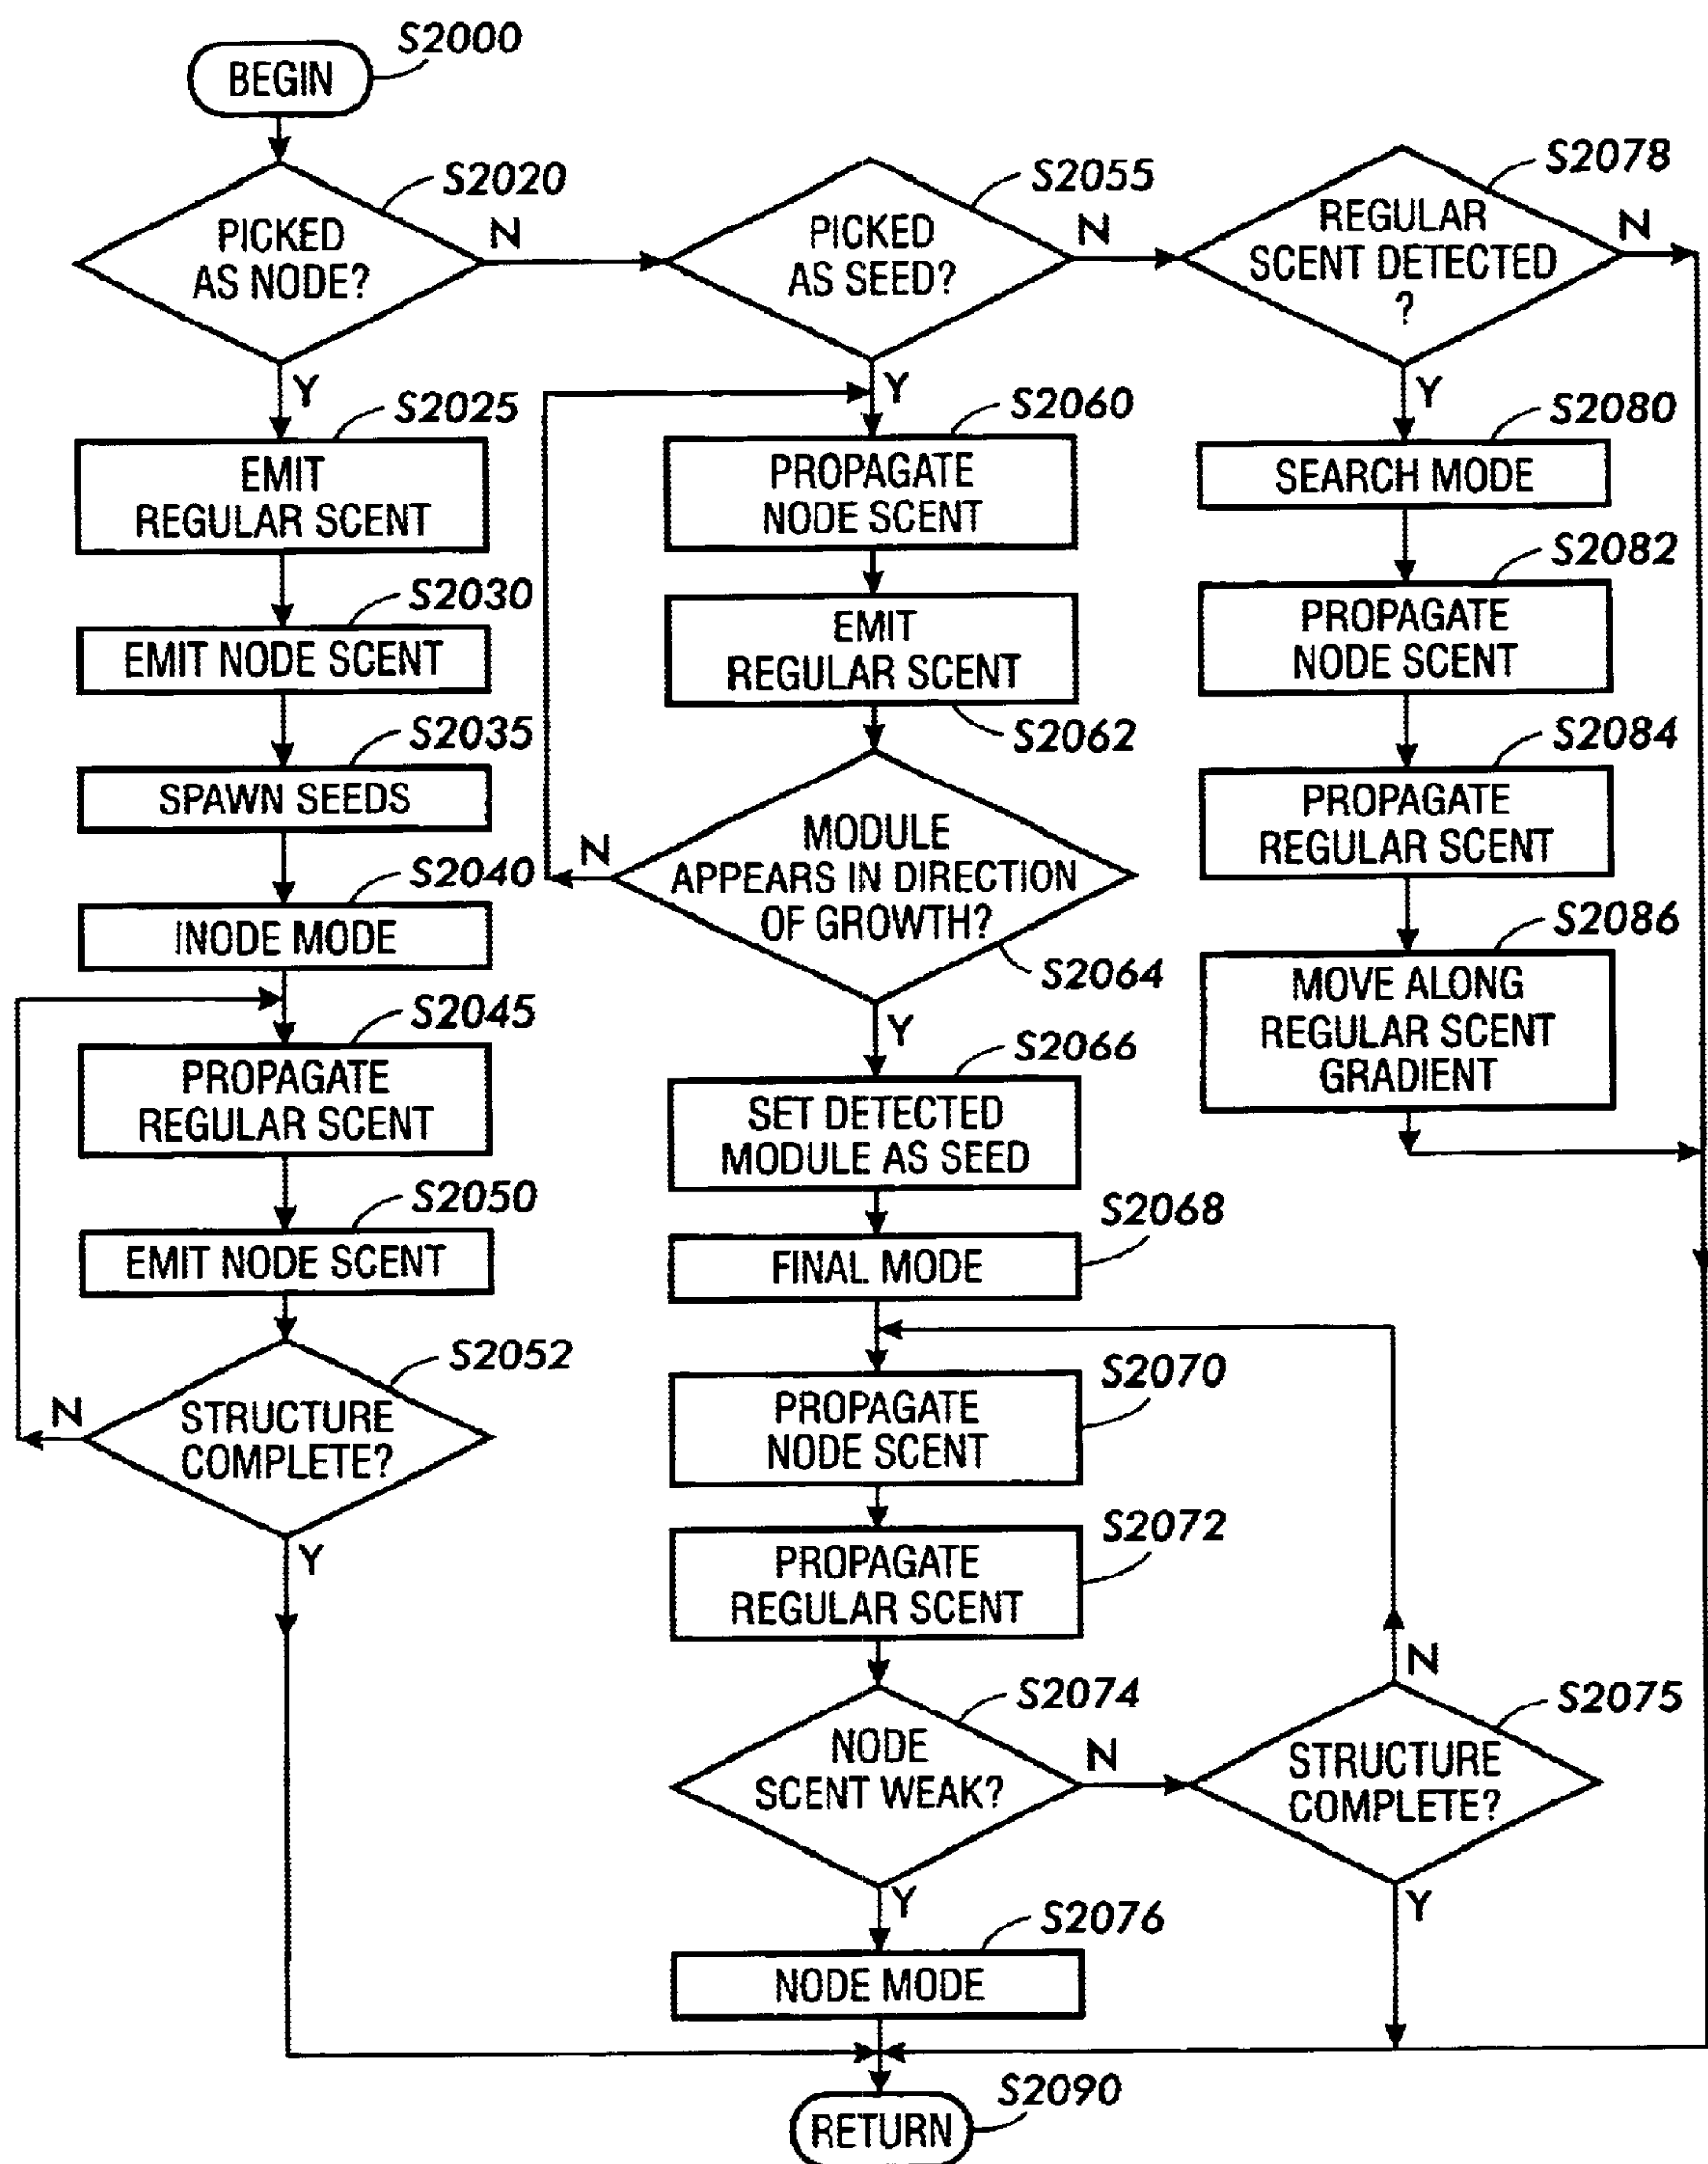 BEGIN
S2000
PICKED
AS NODE?
S2020
N
Y
S2025
EMIT
REGULAR SCENT
S2030
EMIT NODE SCENT
S2035
SPAWN SEEDS
S2040
INODE MODE
S2045
PROPAGATE
REGULAR SCENT
S2050
EMIT NODE SCENT
S2052
STRUCTURE
COMPLETE?
N
Y
PICKED
AS SEED?
S2055
N
Y
S2060
PROPAGATE
NODE SCENT
EMIT
REGULAR SCENT
S2062
MODULE
APPEARS IN DIRECTION
OF GROWTH?
N
S2064
Y
S2066
SET DETECTED
MODULE AS SEED
S2068
FINAL MODE
S2070
PROPAGATE
NODE SCENT
S2072
PROPAGATE
REGULAR SCENT
S2074
NODE
SCENT WEAK?
N
Y
S2075
STRUCTURE
COMPLETE?
N
Y
S2076
NODE MODE
S2078
REGULAR
SCENT DETECTED
?
N
Y
S2080
SEARCH MODE
S2082
PROPAGATE
NODE SCENT
S2084
PROPAGATE
REGULAR SCENT
S2086
MOVE ALONG
REGULAR SCENT
GRADIENT
S2090
RETURN